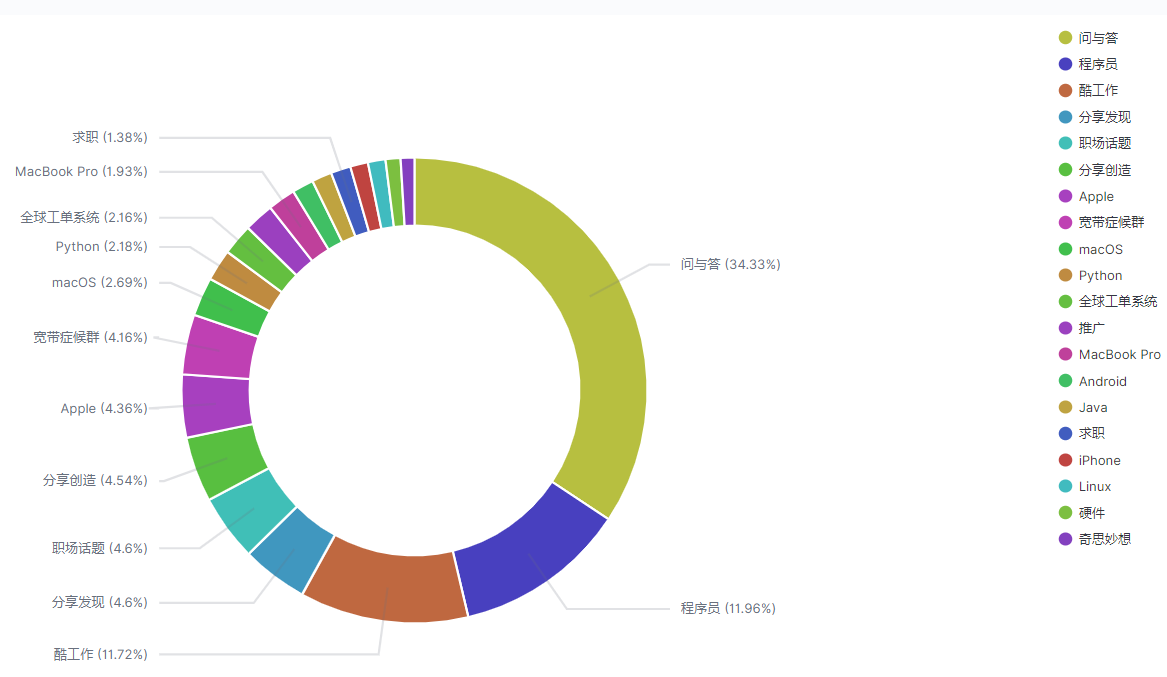 求职 (1.38%)
MacBook Pro (1.93%)
全球工单系统 (2.16%)
Python (2.18%)
macOS (2.69%)
宽带症候群 (4.16%)
Apple (4.36%)
分享创造 (4.54%)
职场话题 (4.6%)
分享发现 (4.6%)
酷工作 (11.72%)
问与答 (34.33%)
程序员 (11.96%)
问与答
程序员
酷工作
分享发现
职场话题
分享创造
Apple
宽带症候群
macOS
Python
全球工单系统
推广
MacBook Pro
Android
Java
求职
iPhone
Linux
硬件
奇思妙想